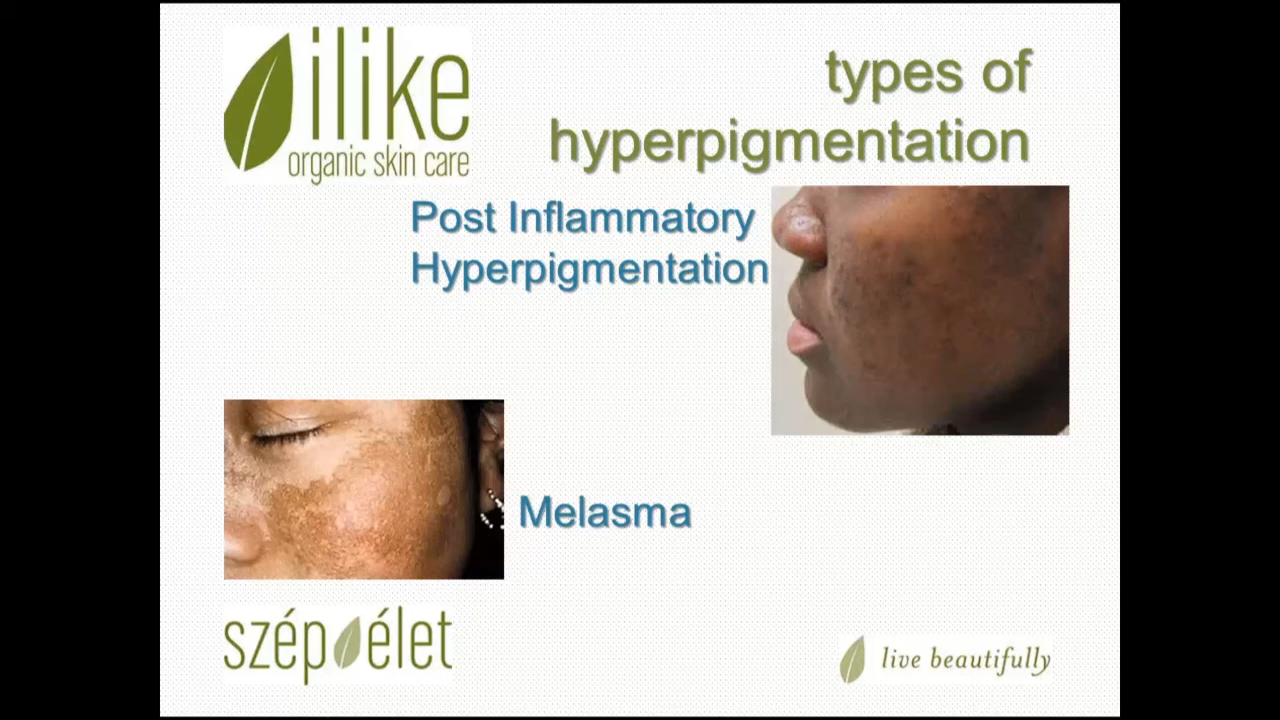 ilike
organic skin care
types of
hyperpigmentation
Post Inflammatory
Hyperpigmentation
Melasma
szép élet
live beautifully